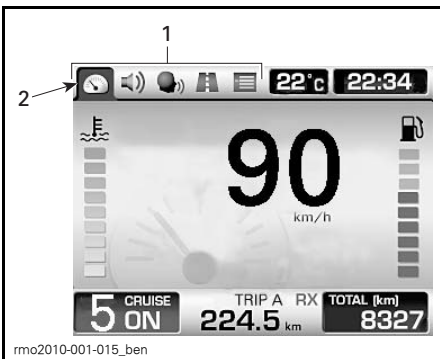 1
2
22°c 22:34
90
km/h
5 CRUISE ON
TRIP A RX
224.5 km
TOTAL (km)
8327
rmo2010-001-015_ben